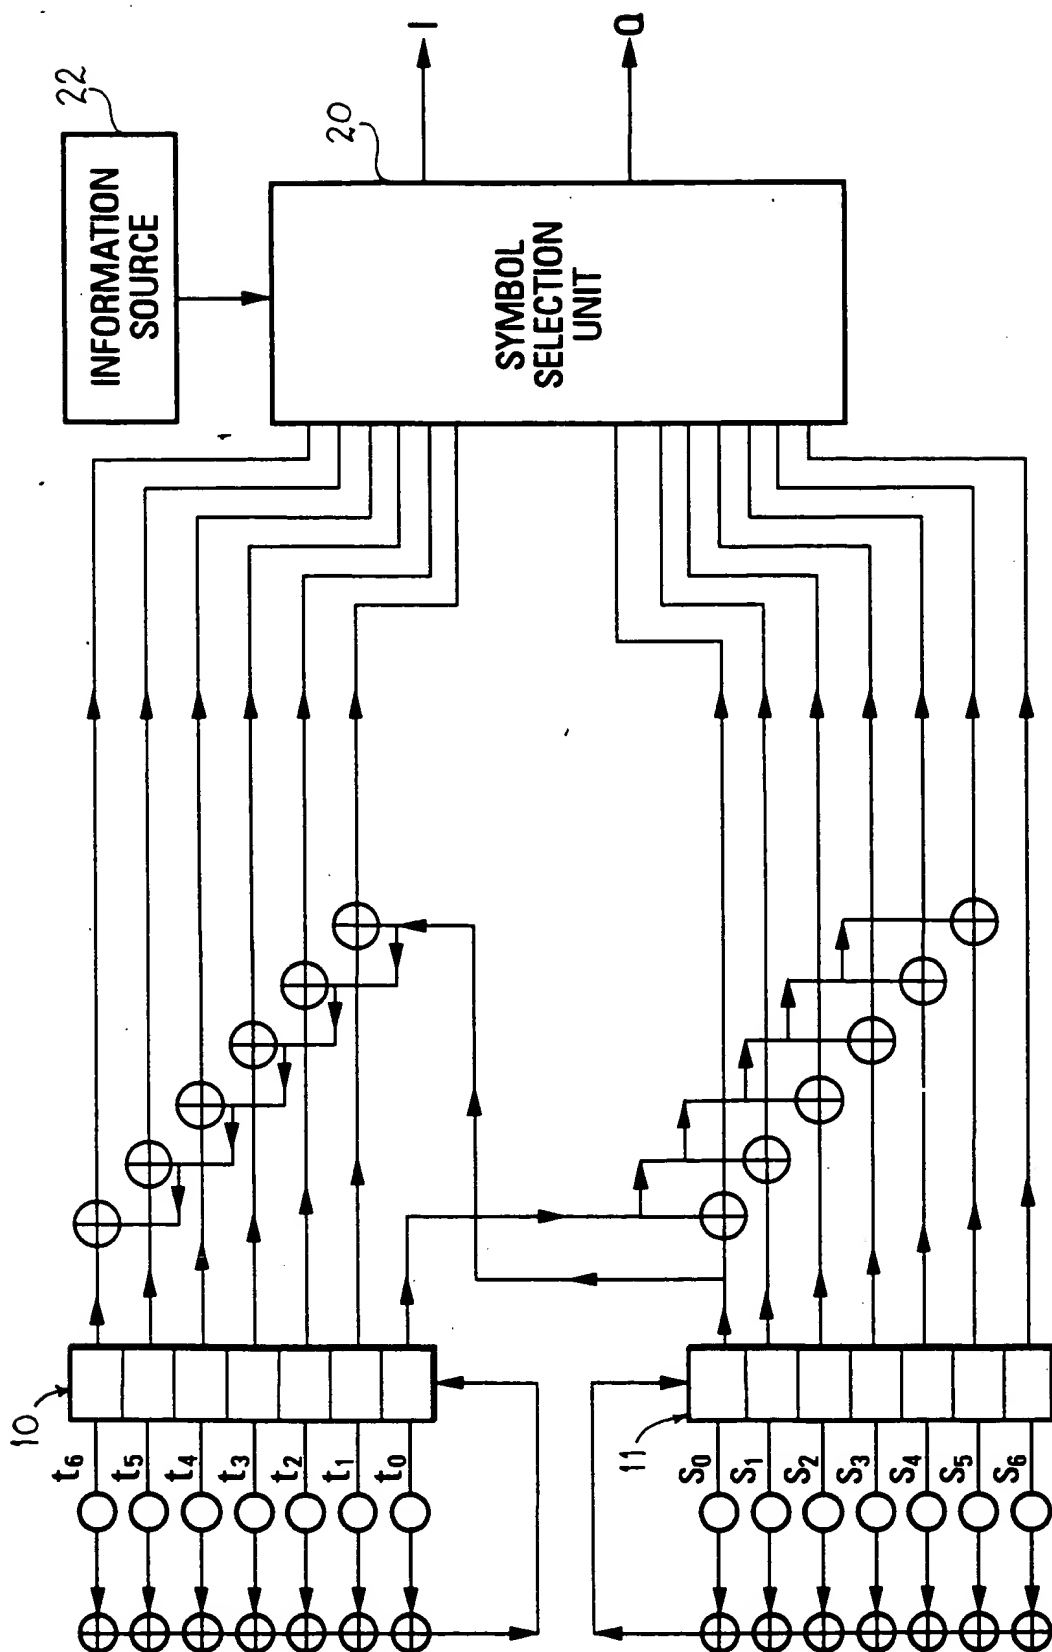 10
t6
t5
t4
t3
t2
t1
t0
11
S0
S1
S2
S3
S4
S5
S6
INFORMATION
SOURCE
22
SYMBOL
SELECTION
UNIT
20
I
Q